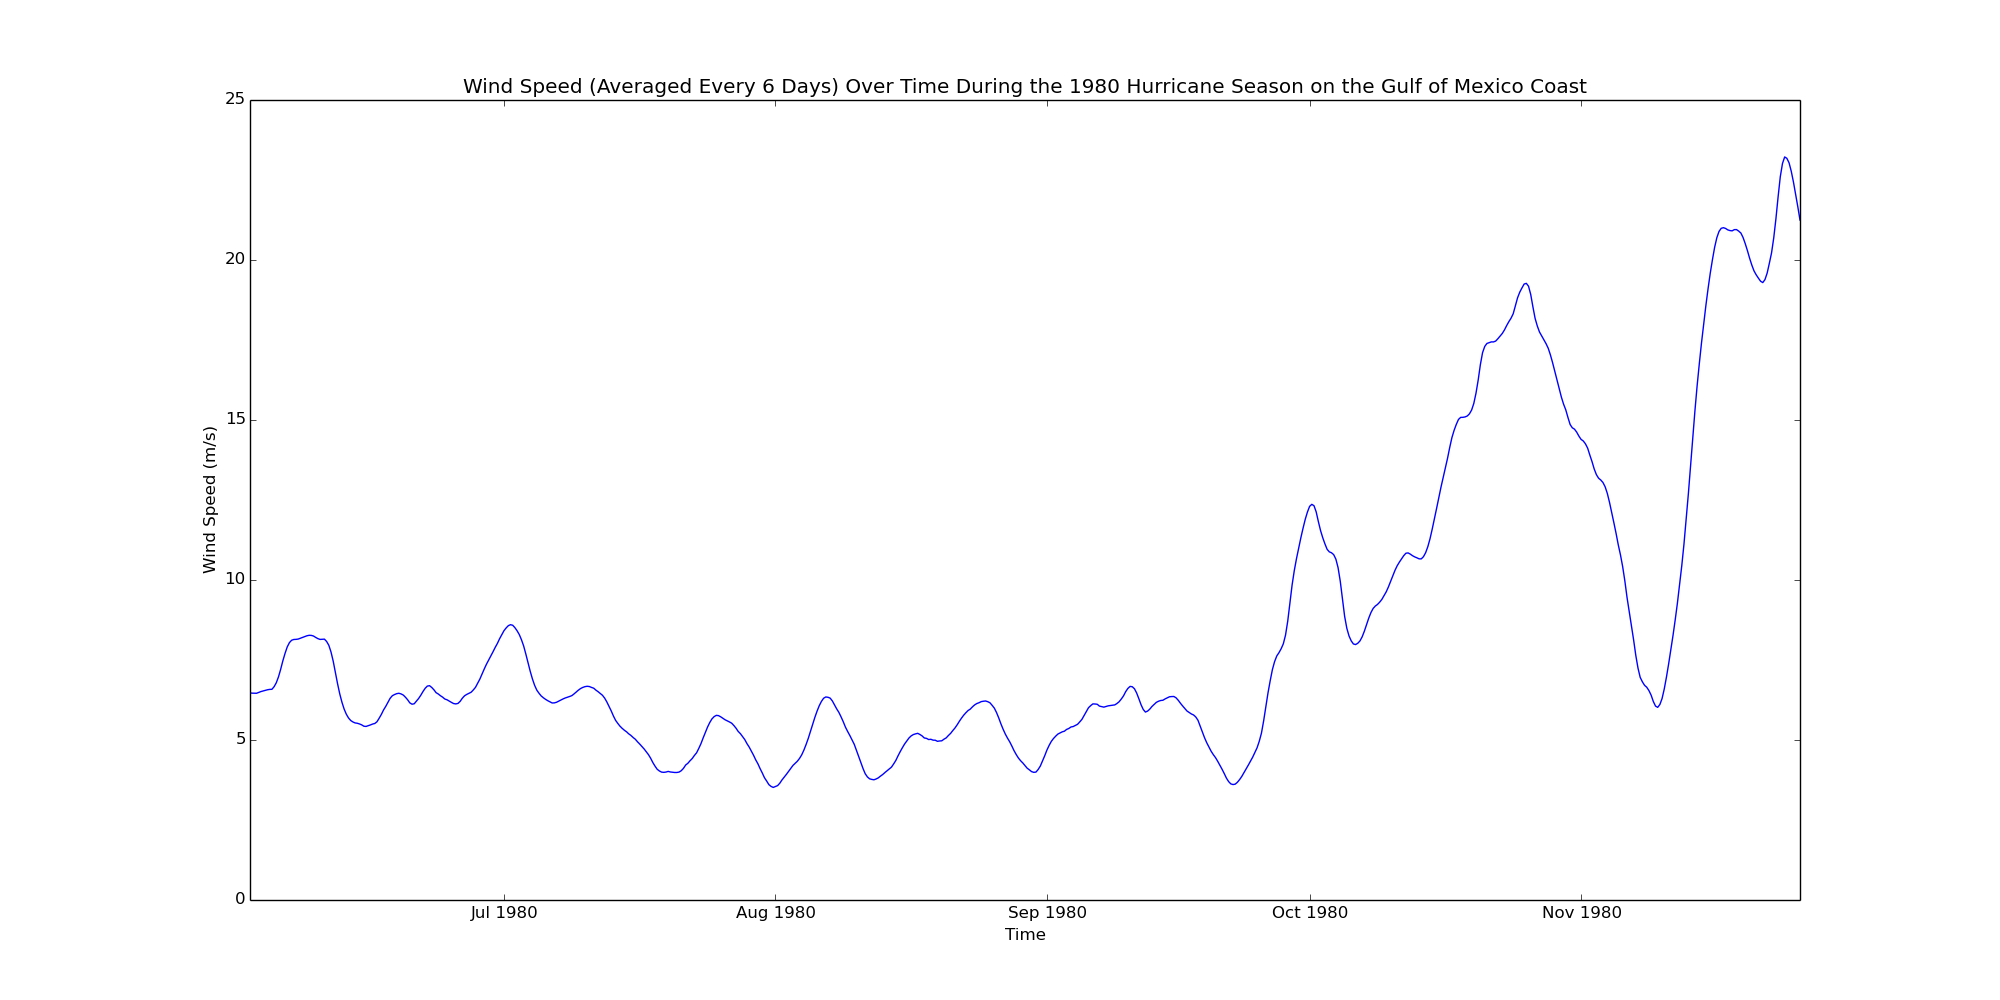 Wind Speed (Averaged Every 6 Days) Over Time During the 1980 Hurricane Season on the Gulf of Mexico Coast
25
20
15
10
5
0
Wind Speed (m/s)
Jul 1980 Aug 1980 Sep 1980 Oct 1980 Nov 1980
Time